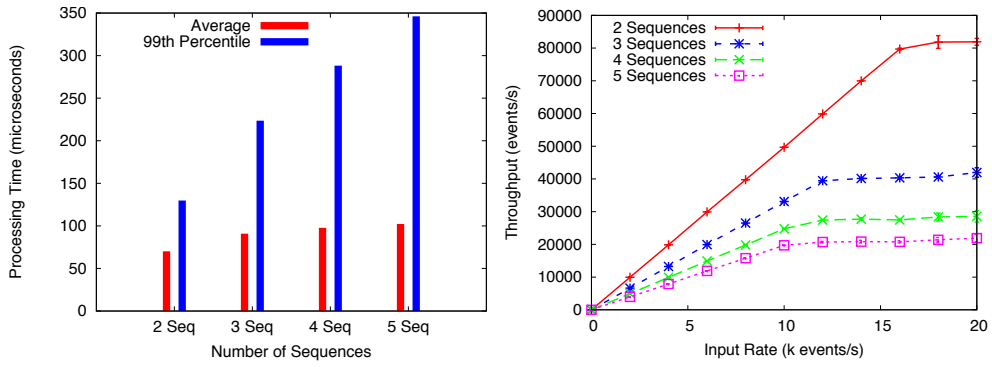 350
300
250
200
150
100
50
0
Processing Time (microseconds)
Average
99th Percentile
2 Seq
3 Seq
4 Seq
5 Seq
Number of Sequences
90000
80000
70000
60000
50000
40000
30000
20000
10000
0
Throughput (events/s)
2 Sequences
3 Sequences
4 Sequences
5 Sequences
0
5
10
15
20
Input Rate (k events/s)